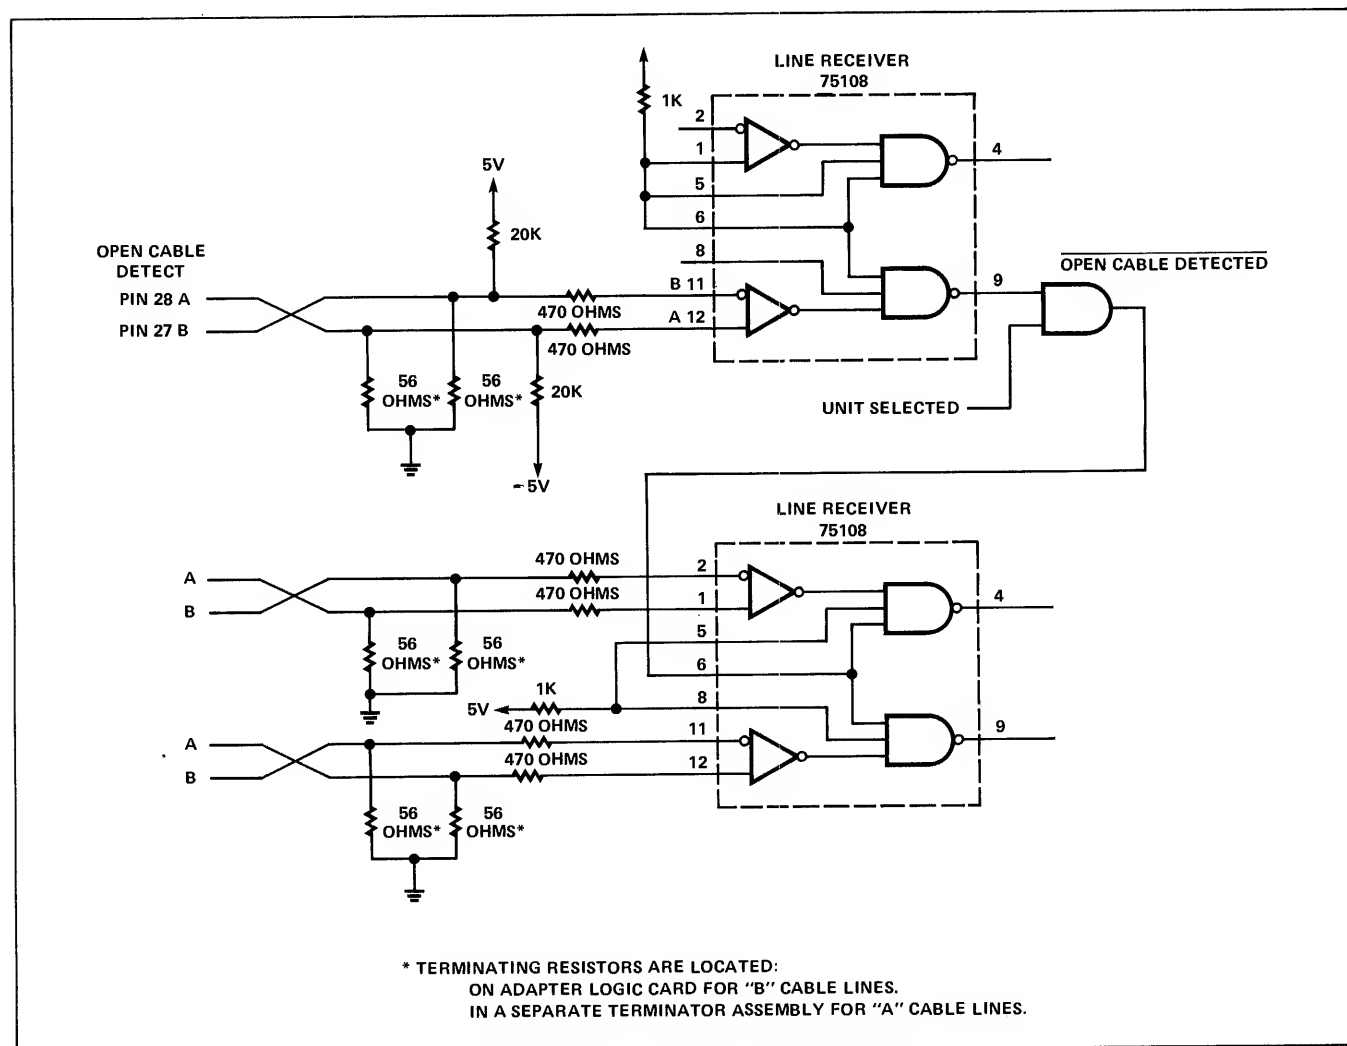 LINE RECEIVER
75108
1K
2
1
5
6
8
4
5V
20K
OPEN CABLE
DETECT
PIN 28 A
PIN 27 B
B 11
A 12
470 OHMS
470 OHMS
9
OPEN CABLE DETECTED
56
OHMS*
56
OHMS*
20K
UNIT SELECTED
-5V
LINE RECEIVER
75108
A
B
470 OHMS
470 OHMS
2
1
5
6
8
4
56
OHMS*
56
OHMS*
1K
5V
470 OHMS
470 OHMS
11
12
9
A
B
56
OHMS*
56
OHMS*
* TERMINATING RESISTORS ARE LOCATED:
ON ADAPTER LOGIC CARD FOR "B" CABLE LINES.
IN A SEPARATE TERMINATOR ASSEMBLY FOR "A" CABLE LINES.